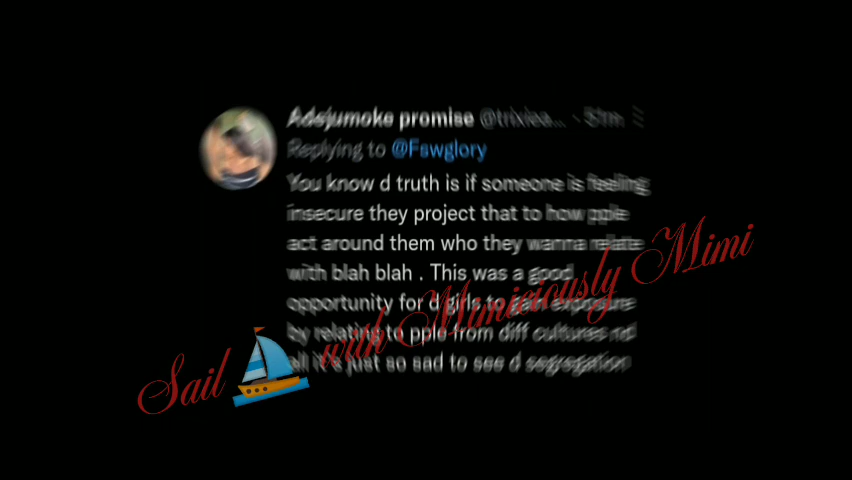 Adejumoke promise @trixiea... · 51m
Replying to @Fswglory
You know d truth is if someone is feeling
insecure they project that to how pple
act around them who they wanna relate
with blah blah . This was a good
opportunity for d girls to gain exposure
by relating to pple from diff cultures nd
all it's just so sad to see d segregation
Sail with Mimiciously Mimi